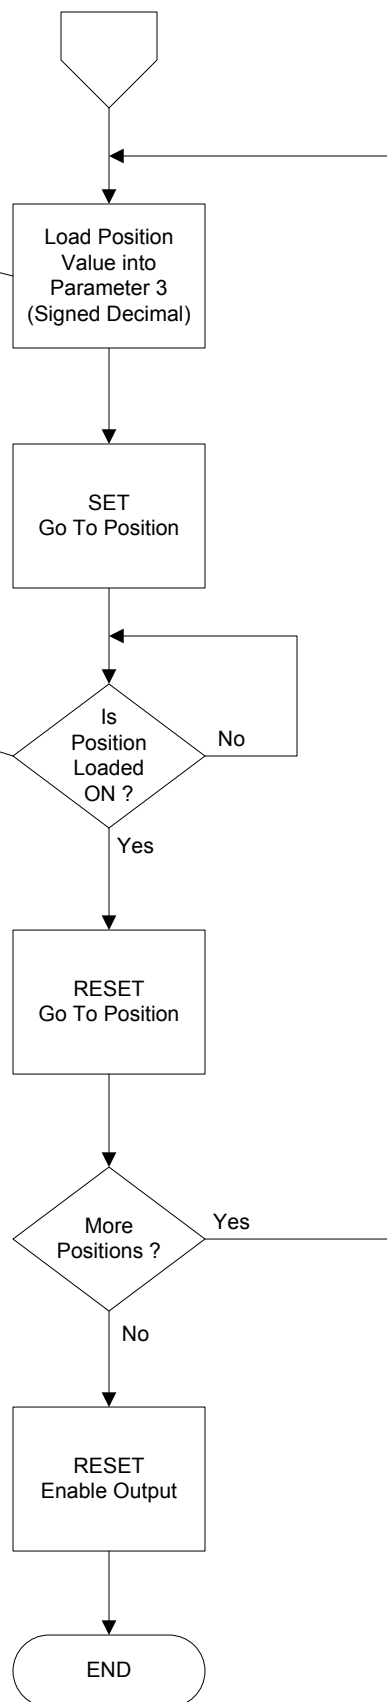 Load Position
Value into
Parameter 3
(Signed Decimal)
SET
Go To Position
Is
Position
Loaded
ON ?
No
Yes
RESET
Go To Position
More
Positions ?
Yes
No
RESET
Enable Output
END